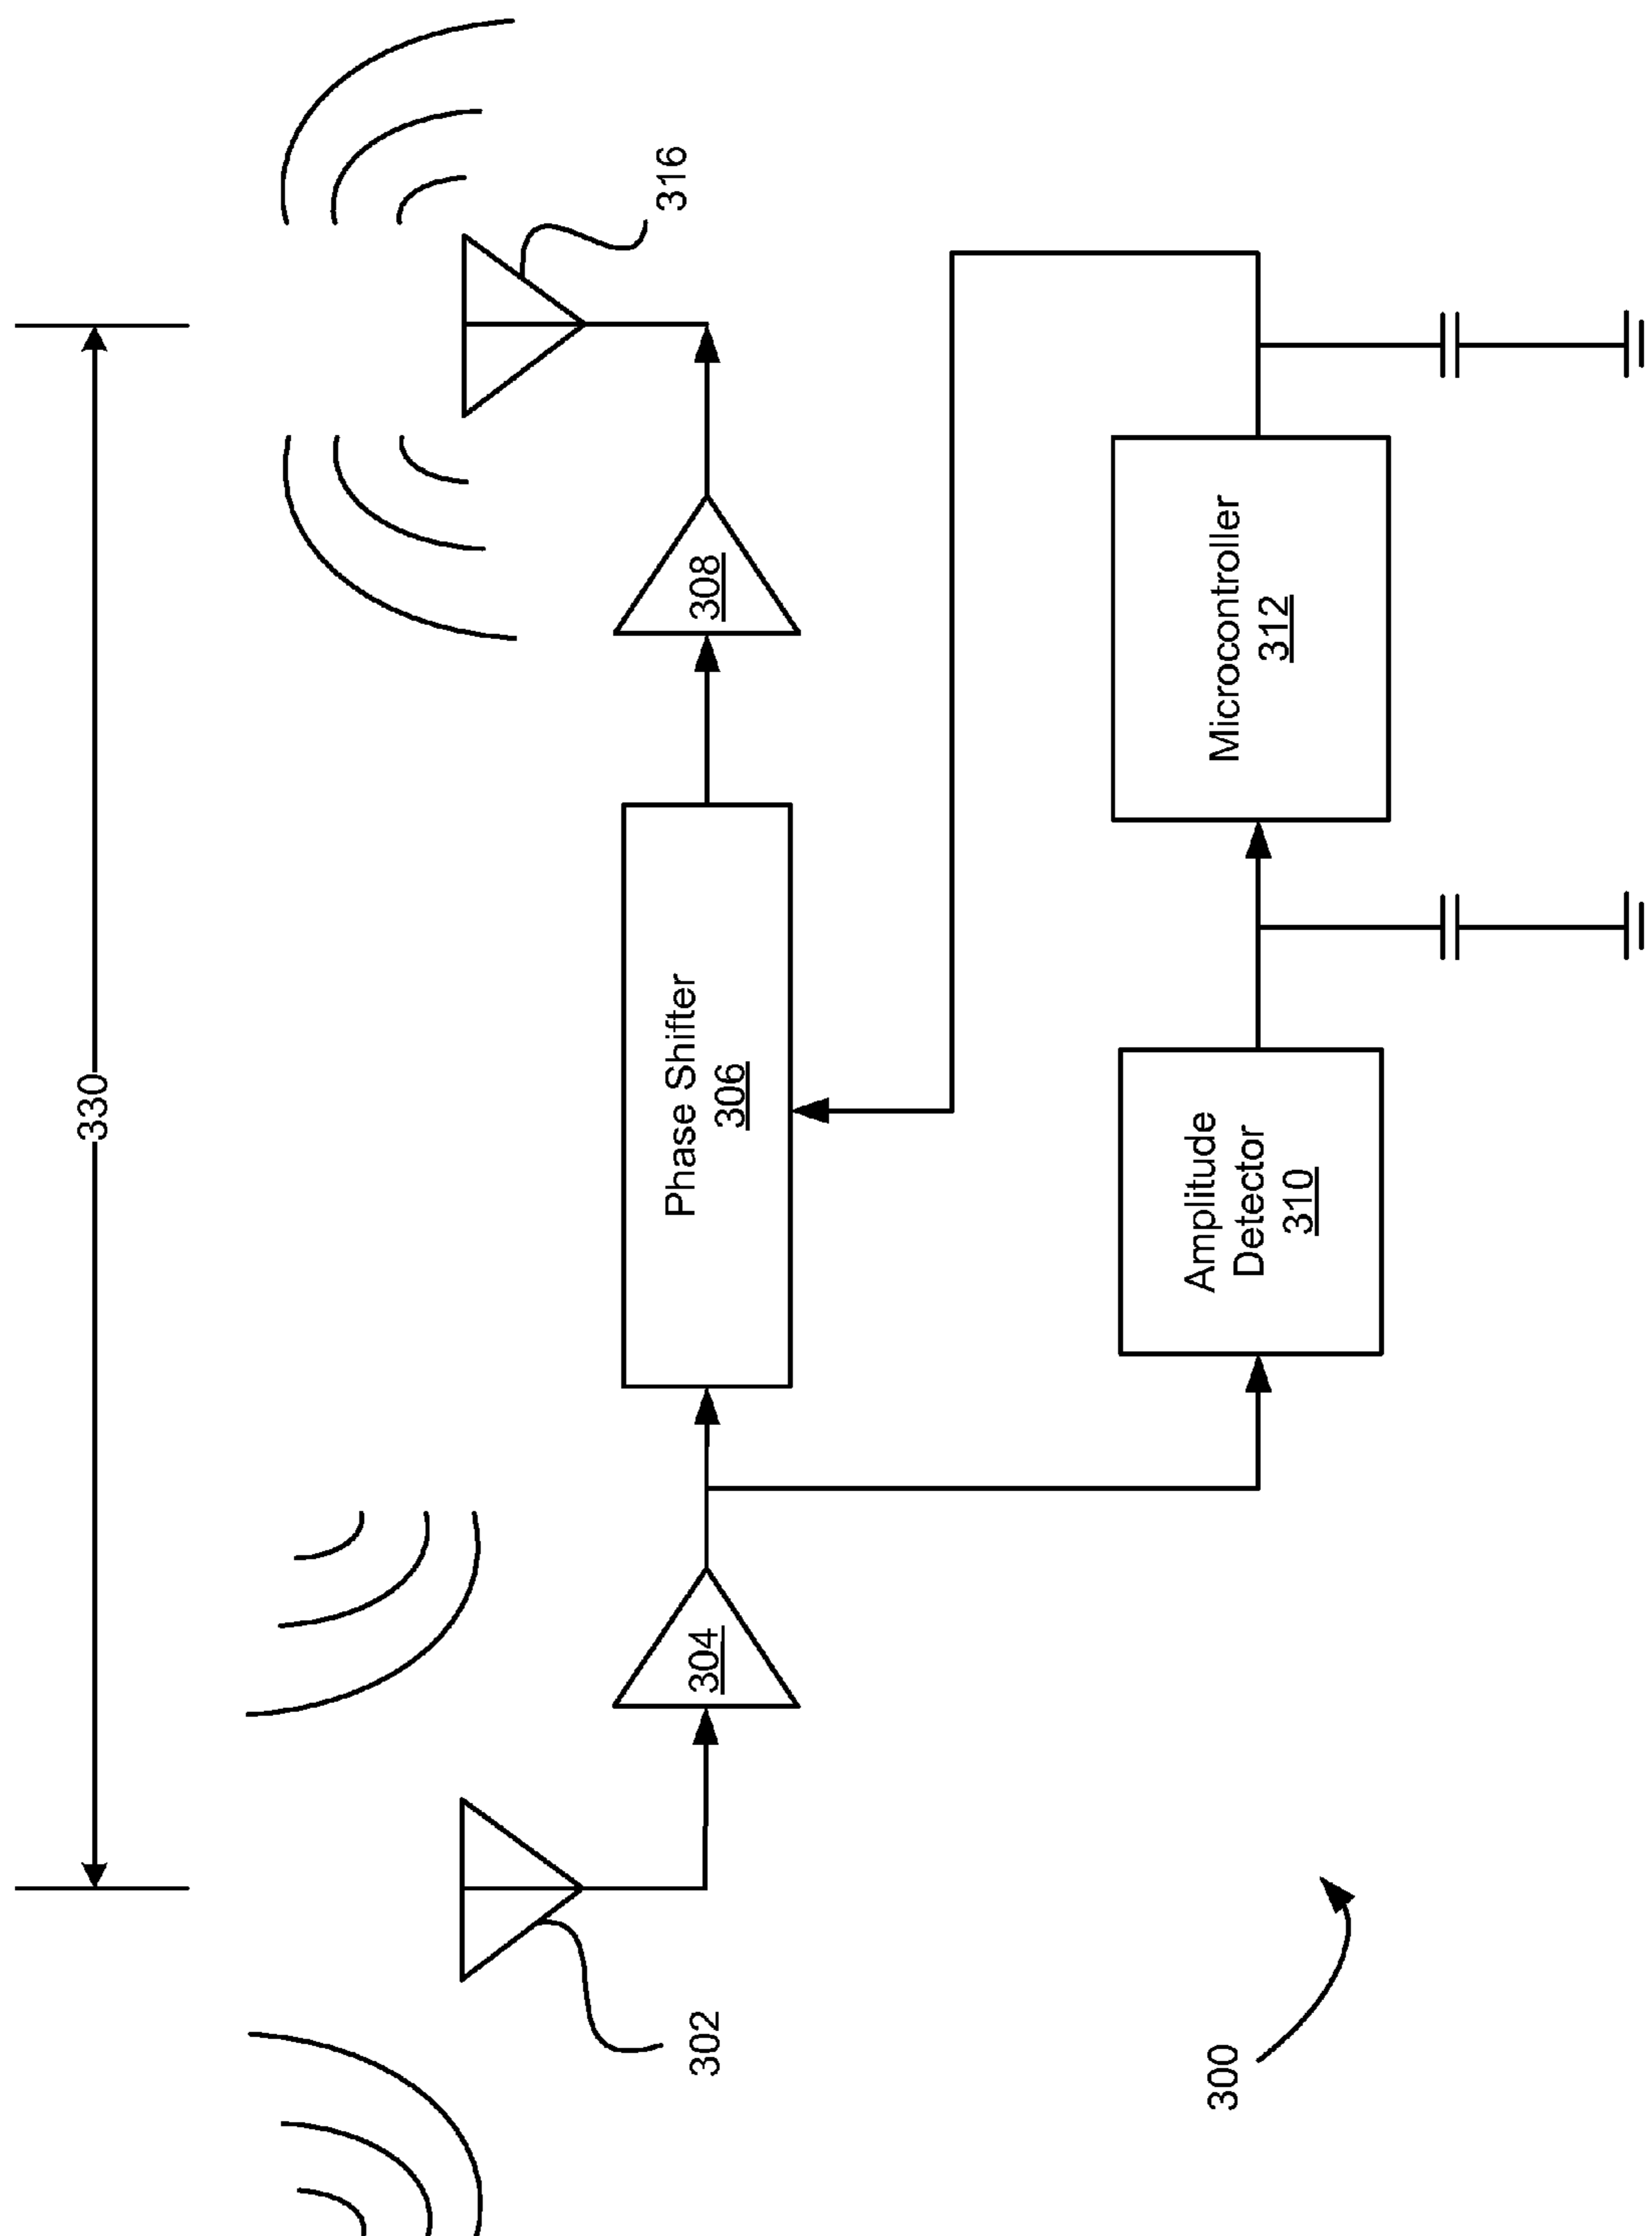 330
316
302
304
Phase Shifter
306
308
Amplitude
Detector
310
Microcontroller
312
300